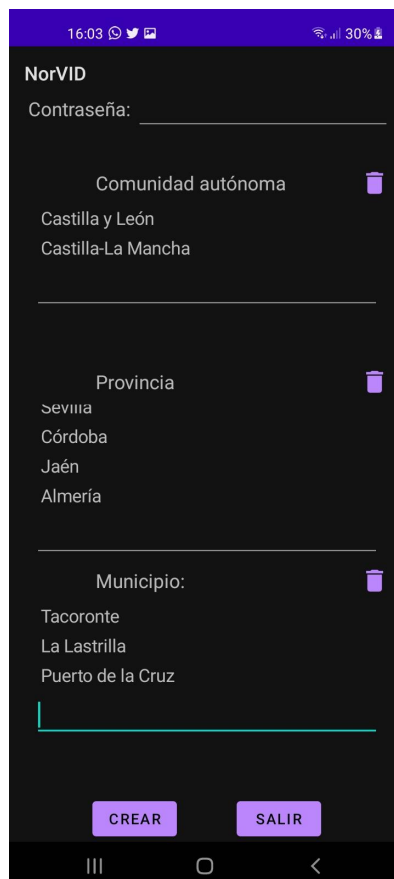 16:03 30%
NorVID
Contraseña:
Comunidad autónoma
Castilla y León
Castilla-La Mancha
Provincia
Sevilla
Córdoba
Jaén
Almería
Municipio:
Tacoronte
La Lastrilla
Puerto de la Cruz
CREAR SALIR